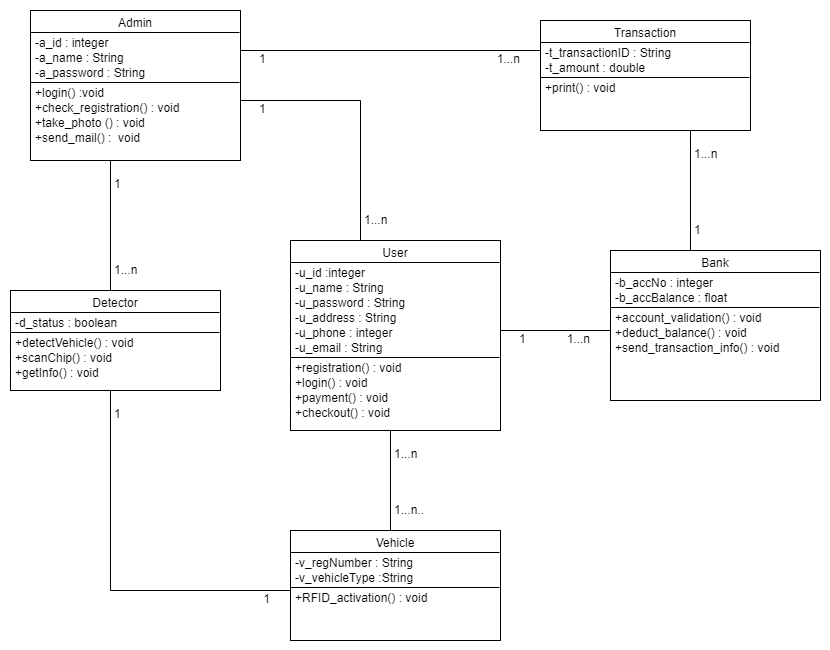 Admin
-a_id : integer
-a_name : String
-a_password : String
+login() :void
+check_registration() : void
+take_photo () : void
+send_mail() :  void
Transaction
-t_transactionID : String
-t_amount : double
+print() : void
1
1...n
1
1...n
1
1...n
1...n
1
User
-u_id :integer
-u_name : String
-u_password : String
-u_address : String
-u_phone : integer
-u_email : String
+registration() : void
+login() : void
+payment() : void
+checkout() : void
Bank
-b_accNo : integer
-b_accBalance : float
+account_validation() : void
+deduct_balance() : void
+send_transaction_info() : void
Detector
-d_status : boolean
+detectVehicle() : void
+scanChip() : void
+getInfo() : void
1
1...n
1
1...n
1...n..
1
Vehicle
-v_regNumber : String
-v_vehicleType :String
+RFID_activation() : void